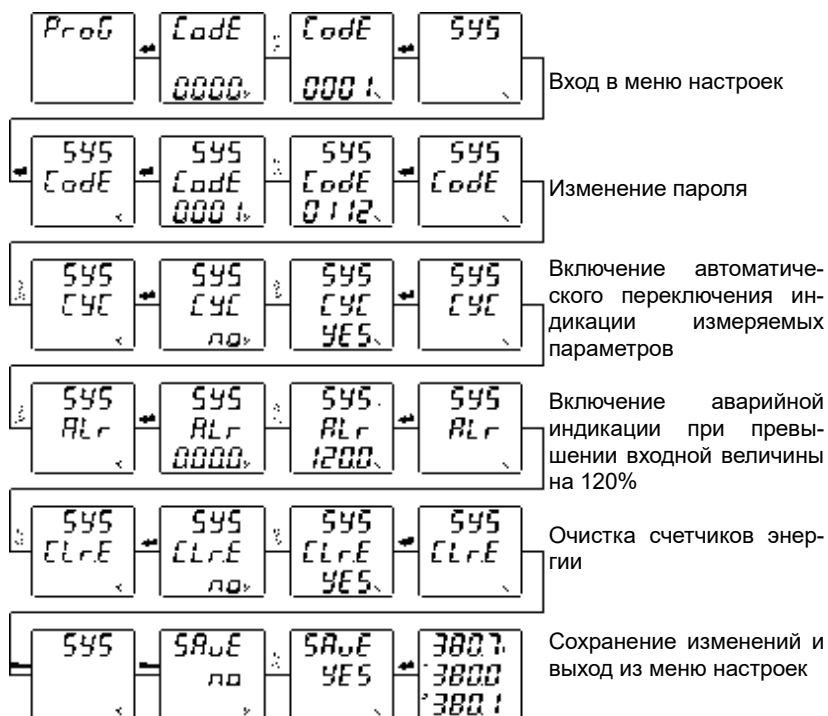 ProG CodE CodE SYS
0000 0001
Вход в меню настроек
SYS SYS SYS SYS
CodE CodE CodE CodE
0001 0112
Изменение пароля
SYS SYS SYS SYS
CYC CYC CYC CYC
no YES
Включение автоматиче-
ского переключения ин-
дикации измеряемых
параметров
SYS SYS SYS SYS
ALr ALr ALr ALr
000.0 120.0
Включение аварийной
индикации при превы-
шении входной величины
на 120%
SYS SYS SYS SYS
CLr.E CLr.E CLr.E CLr.E
no YES
Очистка счетчиков энер-
гии
SYS SAvE SAvE 380.7
no YES 380.0
380.1
Сохранение изменений и
выход из меню настроек